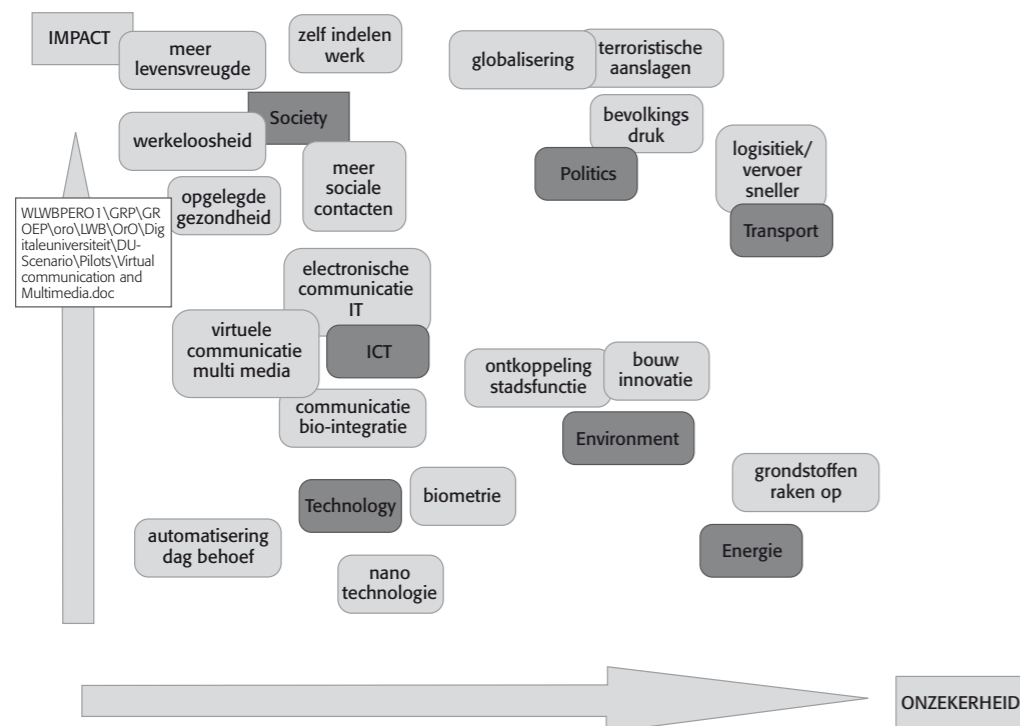 IMPACT
meer
levensvreugde
zelf indelen
werk
globalisering
terroristische
aanslagen
Society
werkeloosheid
bevolkings
druk
meer
sociale
contacten
Politics
logisitiek/
vervoer
sneller
opgelegde
gezondheid
Transport
WLWBPERO1\GRP\GR
OEP\oro\LWB\OrO\Dig
italeuniversiteit\DU-
Scenario\Pilots\Virtual
communication and
Multimedia.doc
electronische
communicatie
IT
virtuele
communicatie
multi media
ICT
ontkoppeling
stadsfunctie
bouw
innovatie
communicatie
bio-integratie
Environment
grondstoffen
raken op
Technology
biometrie
automatisering
dag behoef
Energie
nano
technologie
ONZEKERHEID